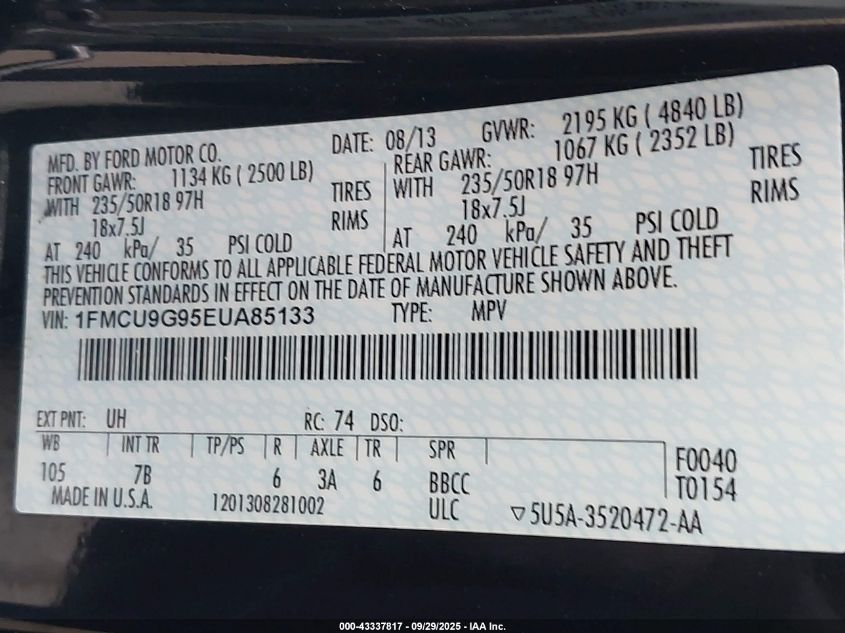 MFD. BY FORD MOTOR CO. DATE: 08/13 GVWR: 2195 KG ( 4840 LB)
FRONT GAWR: 1134 KG ( 2500 LB) REAR GAWR: 1067 KG ( 2352 LB)
WITH 235/50R18 97H TIRES WITH 235/50R18 97H TIRES
18x7.5J RIMS 18x7.5J RIMS
AT 240 kPa/ 35 PSI COLD AT 240 kPa/ 35 PSI COLD
THIS VEHICLE CONFORMS TO ALL APPLICABLE FEDERAL MOTOR VEHICLE SAFETY AND THEFT
PREVENTION STANDARDS IN EFFECT ON THE DATE OF MANUFACTURE SHOWN ABOVE.
VIN: 1FMCU9G95EUA85133 TYPE: MPV
EXT PNT: UH RC: 74 DSO:
WB INT TR TP/PS R AXLE TR SPR F0040
105 7B 6 3A 6 BBCC T0154
MADE IN U.S.A. 1201308281002 ULC ▽5U5A-3520472-AA
000-43337817 - 09/29/2025 - IAA Inc.